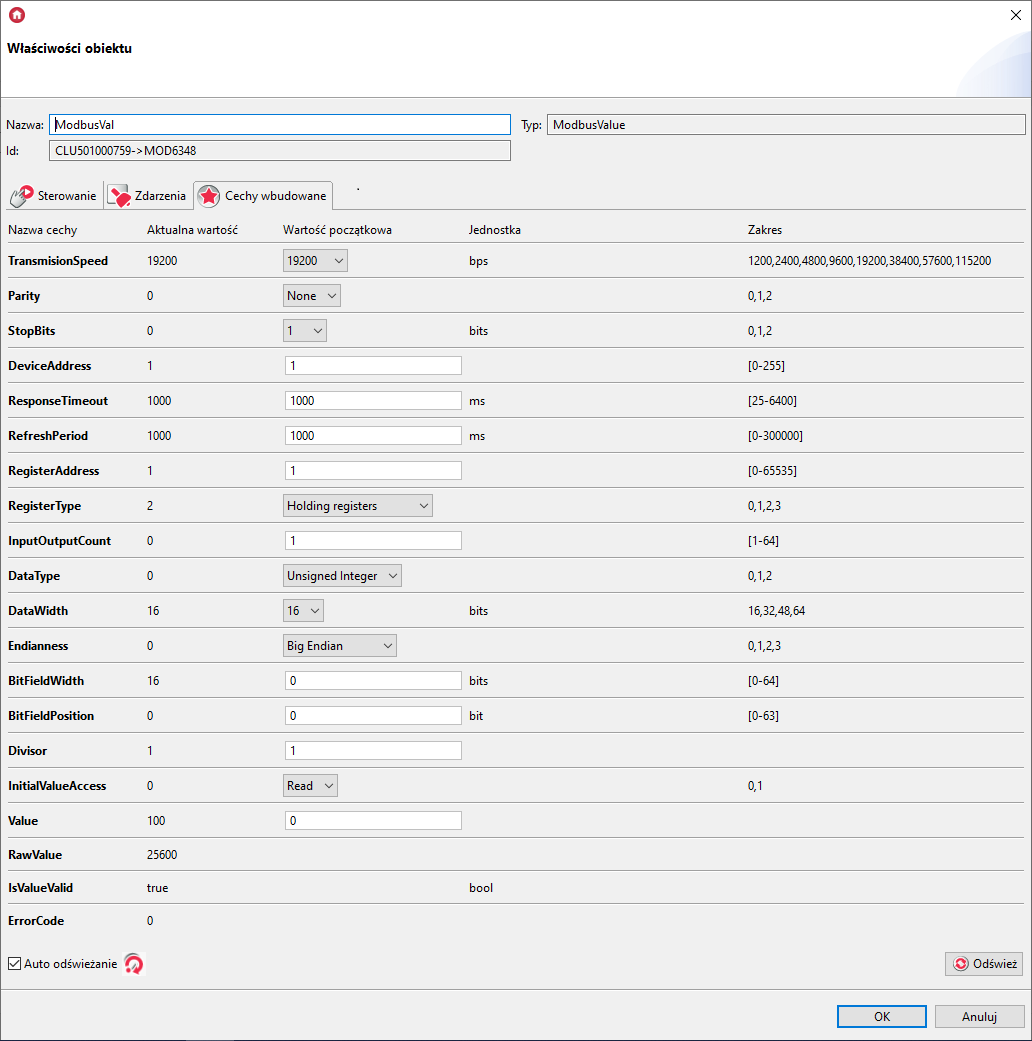 Właściwości obiektu
Nazwa: ModbusVal Typ: ModbusValue
Id: CLU501000759->MOD6348
Sterowanie Zdarzenia Cechy wbudowane
Nazwa cechy Aktualna wartość Wartość początkowa Jednostka Zakres
TransmisionSpeed 19200 19200 bps 1200,2400,4800,9600,19200,38400,57600,115200
Parity 0 None 0,1,2
StopBits 0 1 bits 0,1,2
DeviceAddress 1 1 [0-255]
ResponseTimeout 1000 1000 ms [25-6400]
RefreshPeriod 1000 1000 ms [0-300000]
RegisterAddress 1 1 [0-65535]
RegisterType 2 Holding registers 0,1,2,3
InputOutputCount 0 1 [1-64]
DataType 0 Unsigned Integer 0,1,2
DataWidth 16 16 bits 16,32,48,64
Endianness 0 Big Endian 0,1,2,3
BitFieldWidth 16 0 bits [0-64]
BitFieldPosition 0 0 bit [0-63]
Divisor 1 1
InitialValueAccess 0 Read 0,1
Value 100 0
RawValue 25600
IsValueValid true bool
ErrorCode 0
Auto odświeżanie Odśwież
OK Anuluj